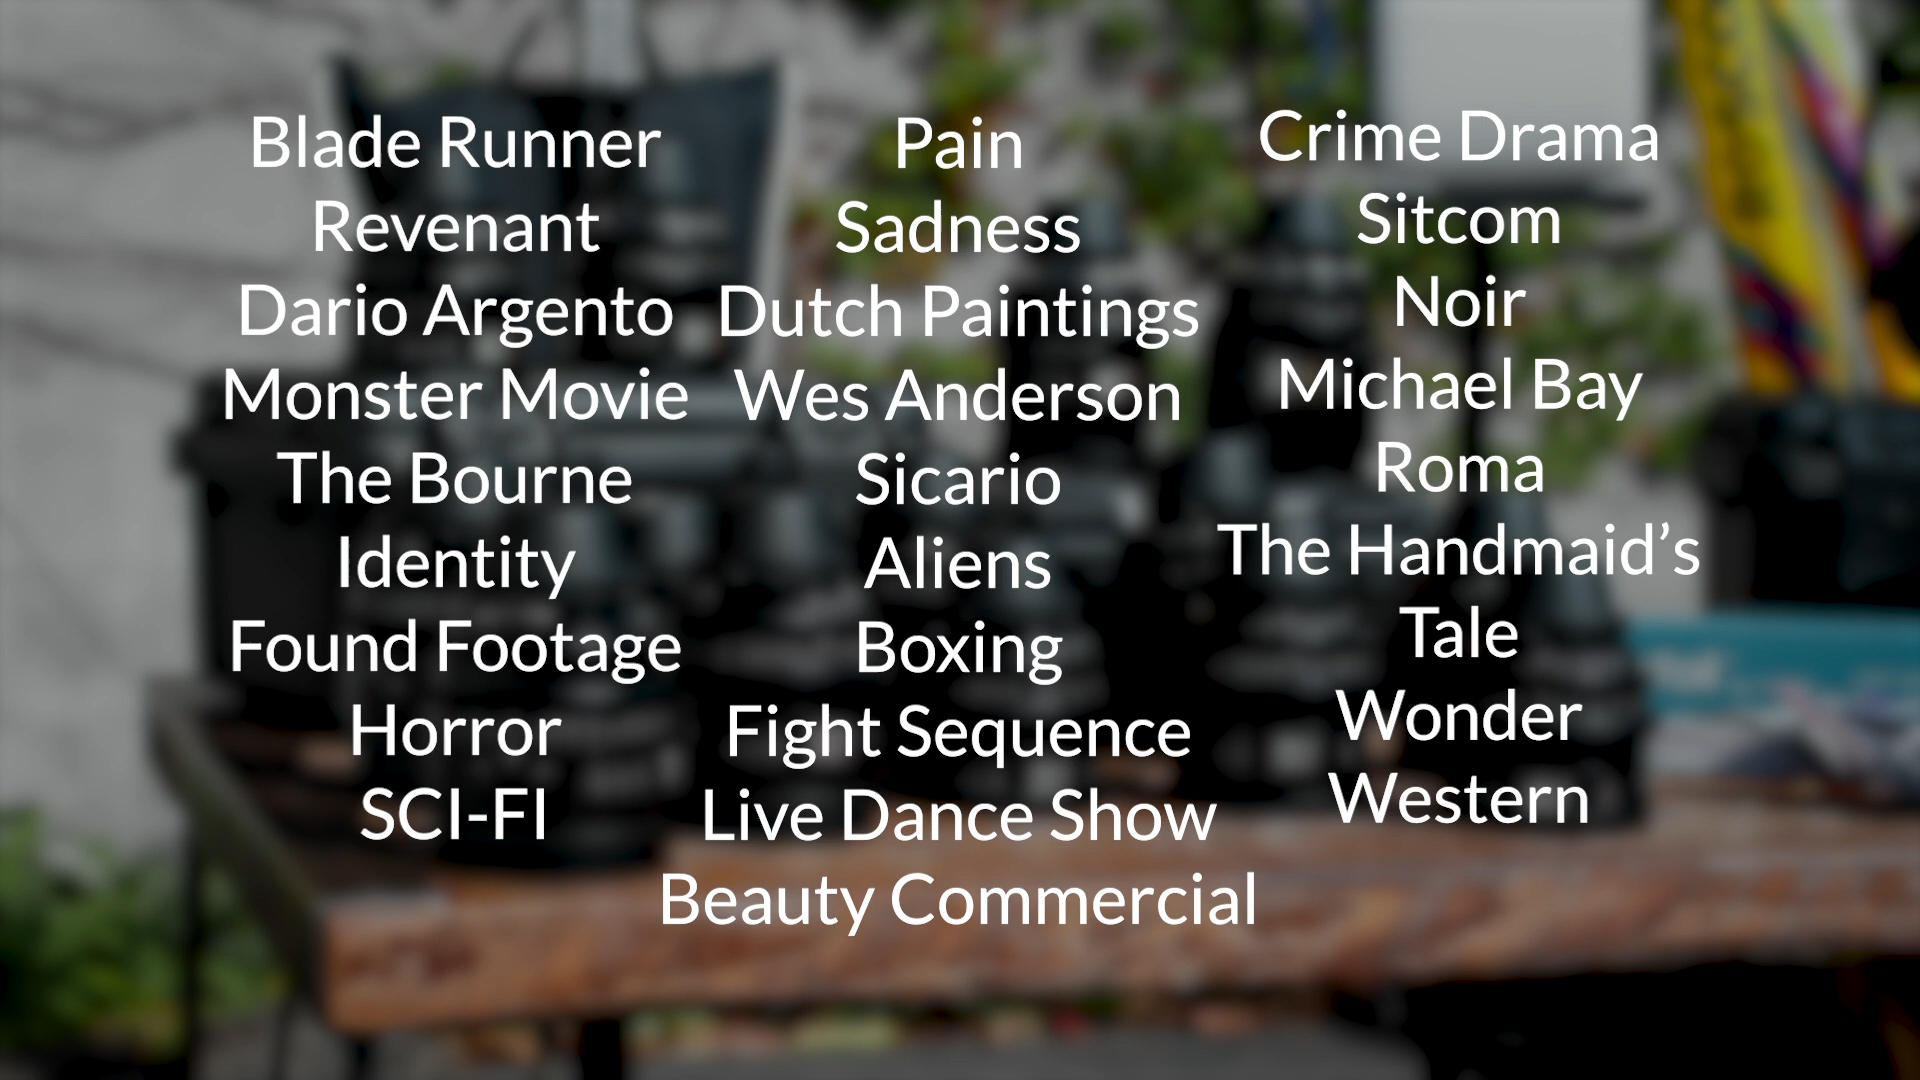 Blade Runner
Revenant
Dario Argento
Monster Movie
The Bourne
Identity
Found Footage
Horror
SCI-FI
Pain
Sadness
Dutch Paintings
Wes Anderson
Sicario
Aliens
Boxing
Fight Sequence
Live Dance Show
Beauty Commercial
Crime Drama
Sitcom
Noir
Michael Bay
Roma
The Handmaid’s
Tale
Wonder
Western